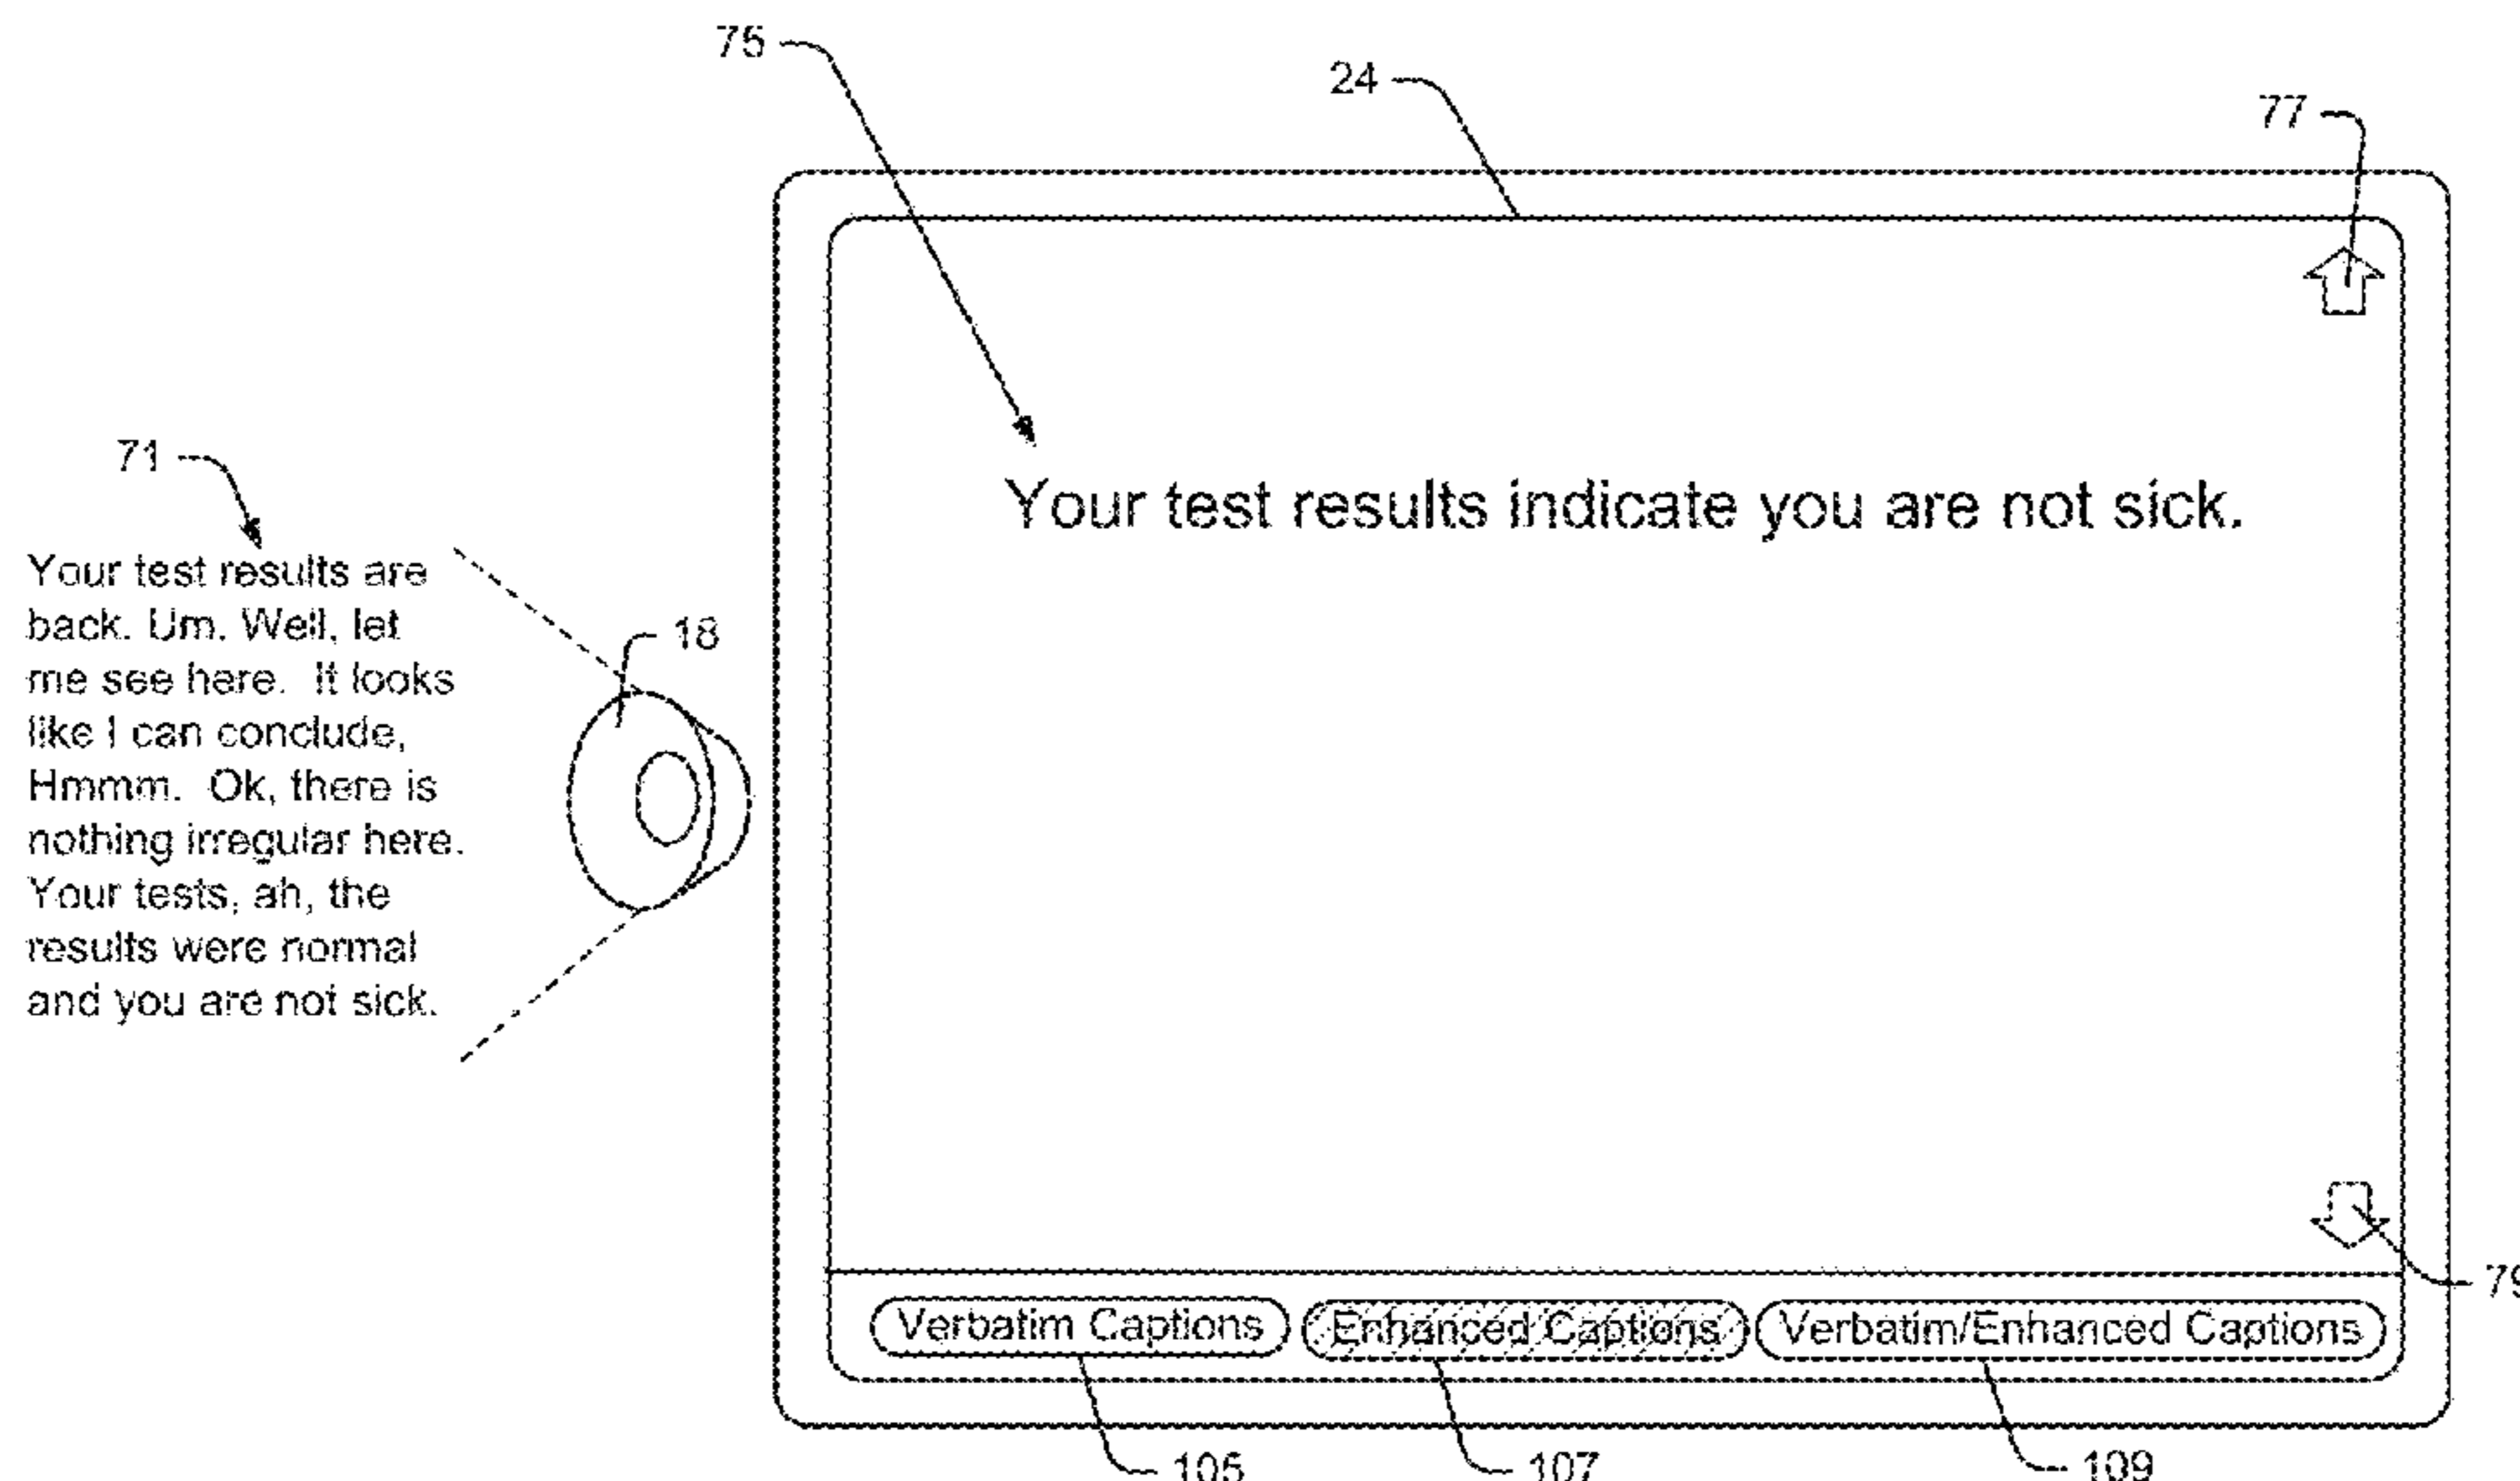 75
24
77
71
Your test results are
back. Um. Well, let
me see here. It looks
like I can conclude,
Hmmm. Ok, there is
nothing irregular here.
Your tests, ah, the
results were normal
and you are not sick.
18
Your test results indicate you are not sick.
79
Verbatim Captions
Enhanced Captions
Verbatim/Enhanced Captions
105
107
109